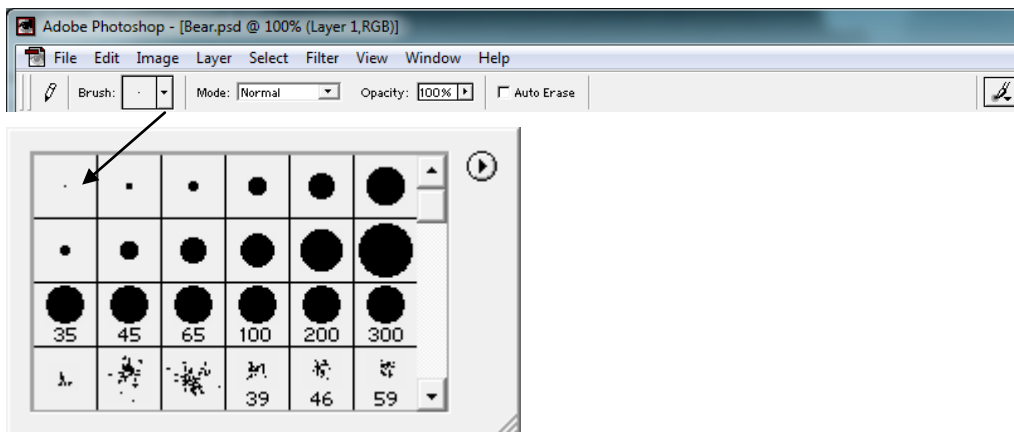 Adobe Photoshop - [Bear.psd @ 100% (Layer 1,RGB)]
File Edit Image Layer Select Filter View Window Help
Brush: Mode: Normal Opacity: 100% Auto Erase
35 45 65 100 200 300
39 46 59